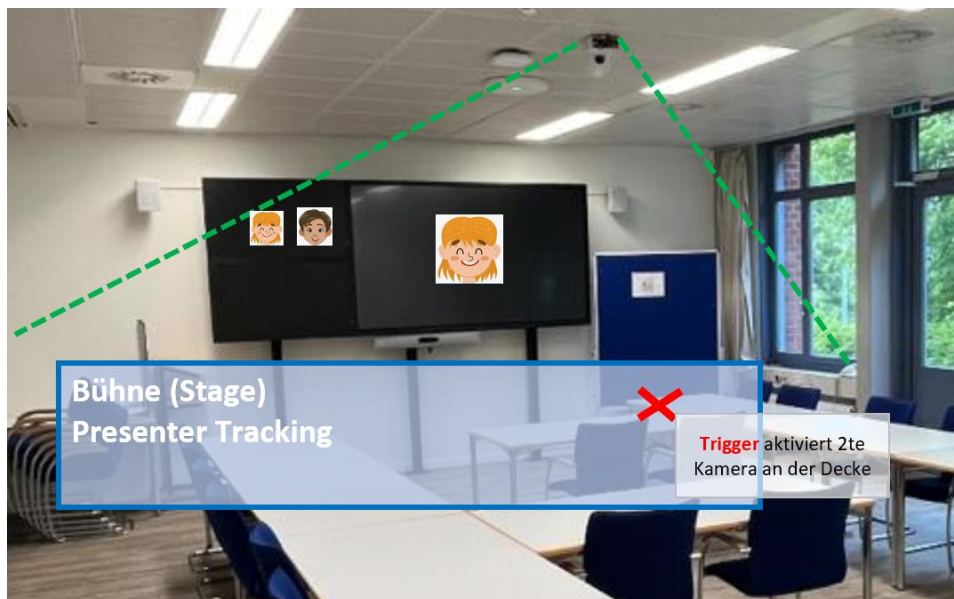 Bühne (Stage)
Presenter Tracking
Trigger aktiviert 2te
Kamera an der Decke